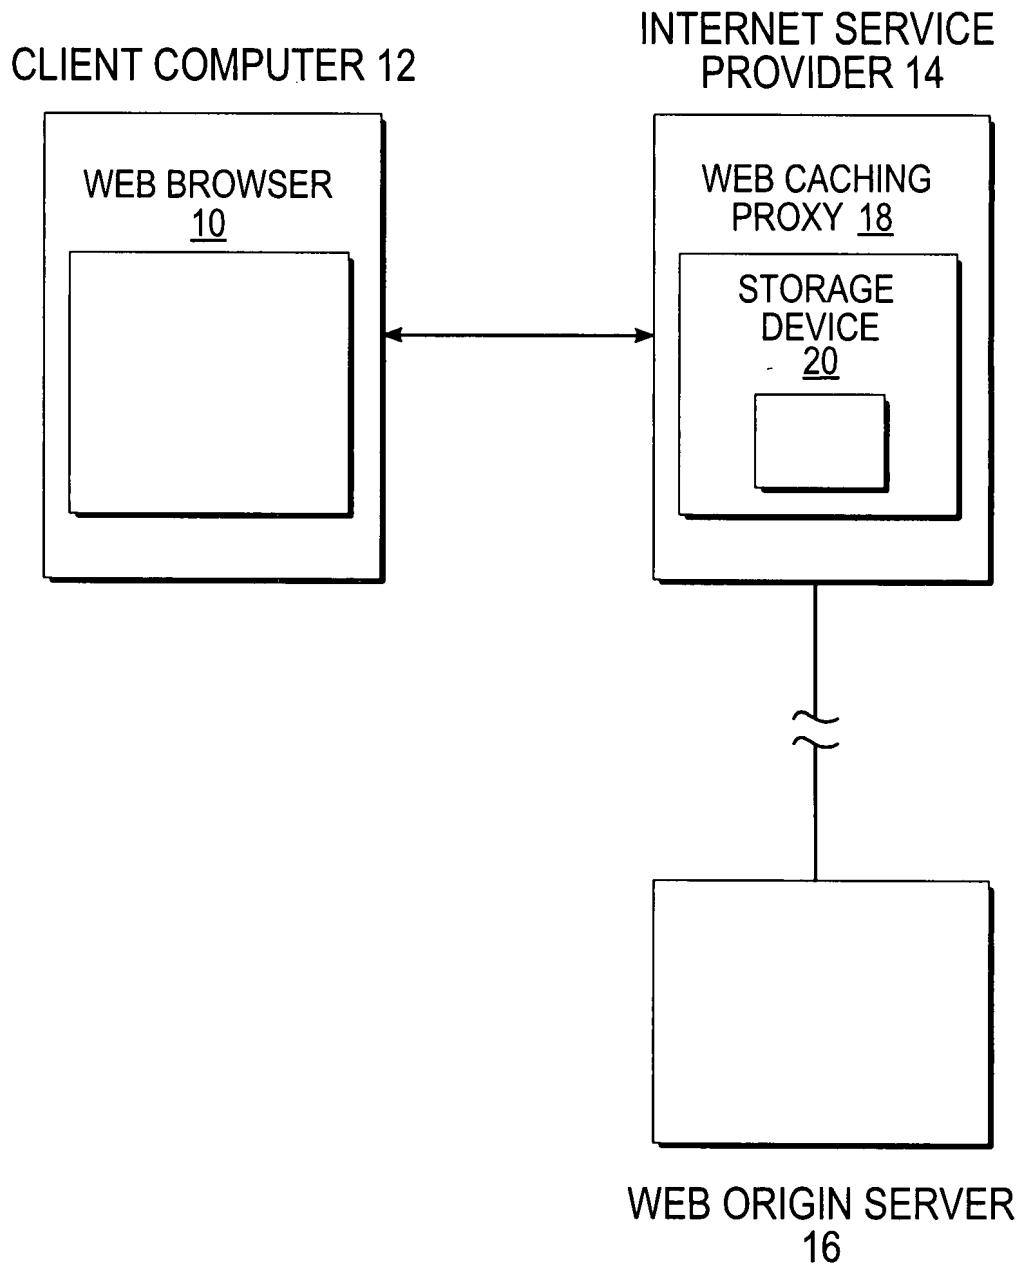 CLIENT COMPUTER 12
INTERNET SERVICE
PROVIDER 14
WEB BROWSER
10
WEB CACHING
PROXY 18
STORAGE
DEVICE
20
WEB ORIGIN SERVER
16